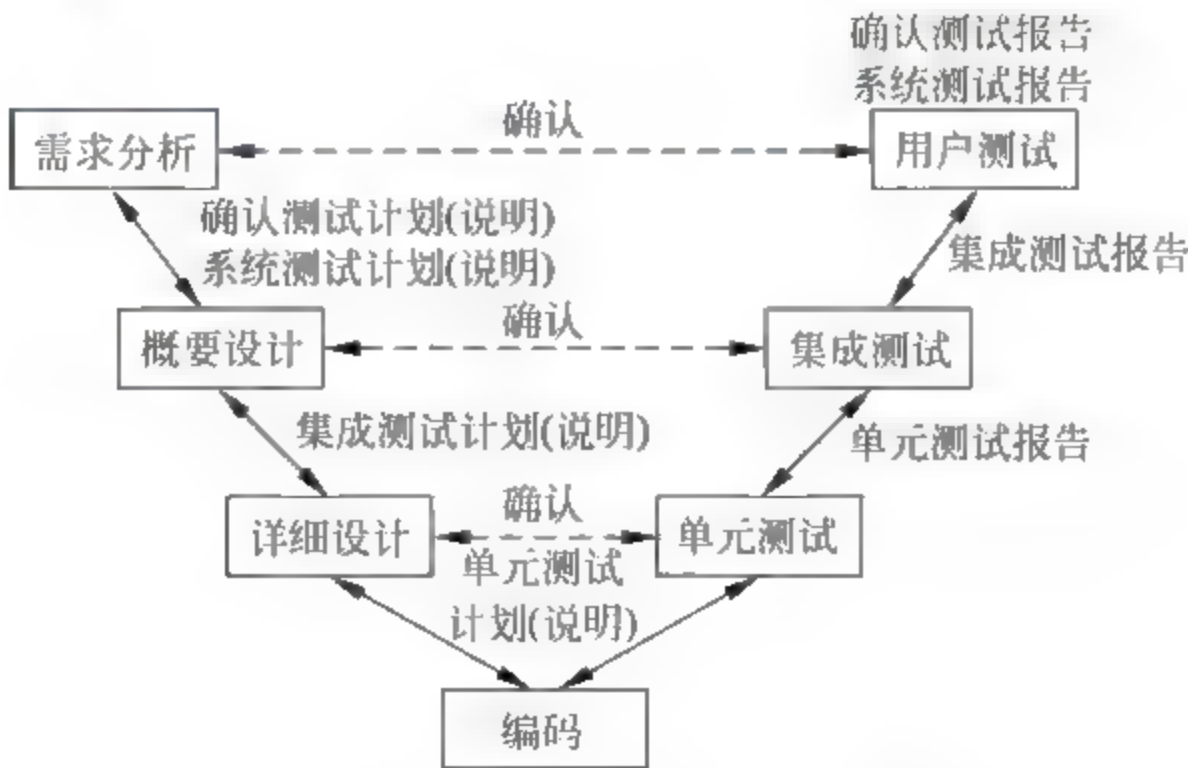 确认测试报告
系统测试报告
需求分析
确认
用户测试
确认测试计划(说明)
系统测试计划(说明)
集成测试报告
概要设计
确认
集成测试
集成测试计划(说明)
单元测试报告
详细设计
确认
单元测试
单元测试
计划(说明)
编码